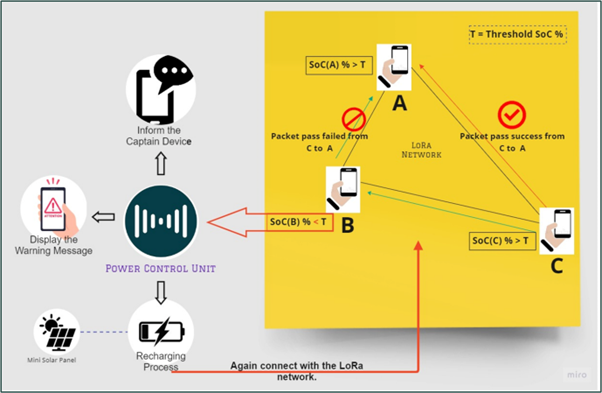 T = Threshold SoC %
SoC(A) % > T
A
Packet pass failed from
C to A
LoRa
Network
Packet pass success from
C to A
Inform the
Captain Device
ATTENTION
Display the
Warning Message
Power Control Unit
SoC(B) % < T
B
SoC(C) % > T
C
Mini Solar Panel
Recharging
Process
Again connect with the LoRa
network.
miro